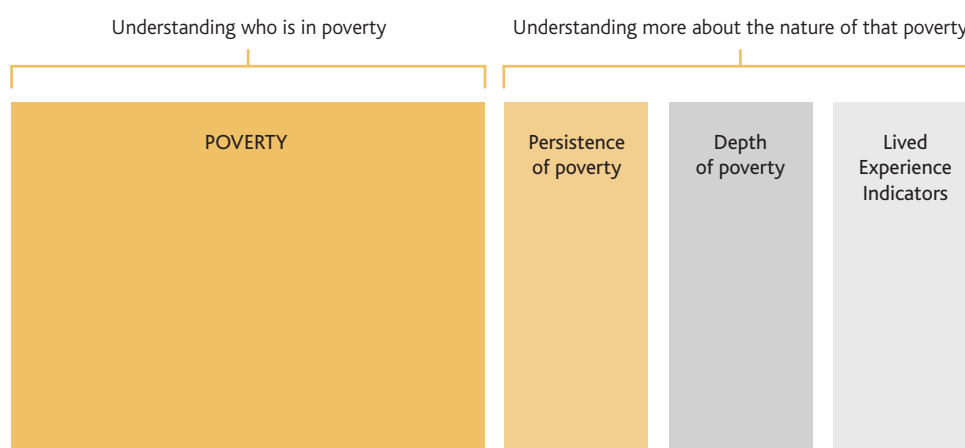 Understanding who is in poverty
Understanding more about the nature of that poverty
POVERTY
Persistence
of poverty
Depth
of poverty
Lived
Experience
Indicators